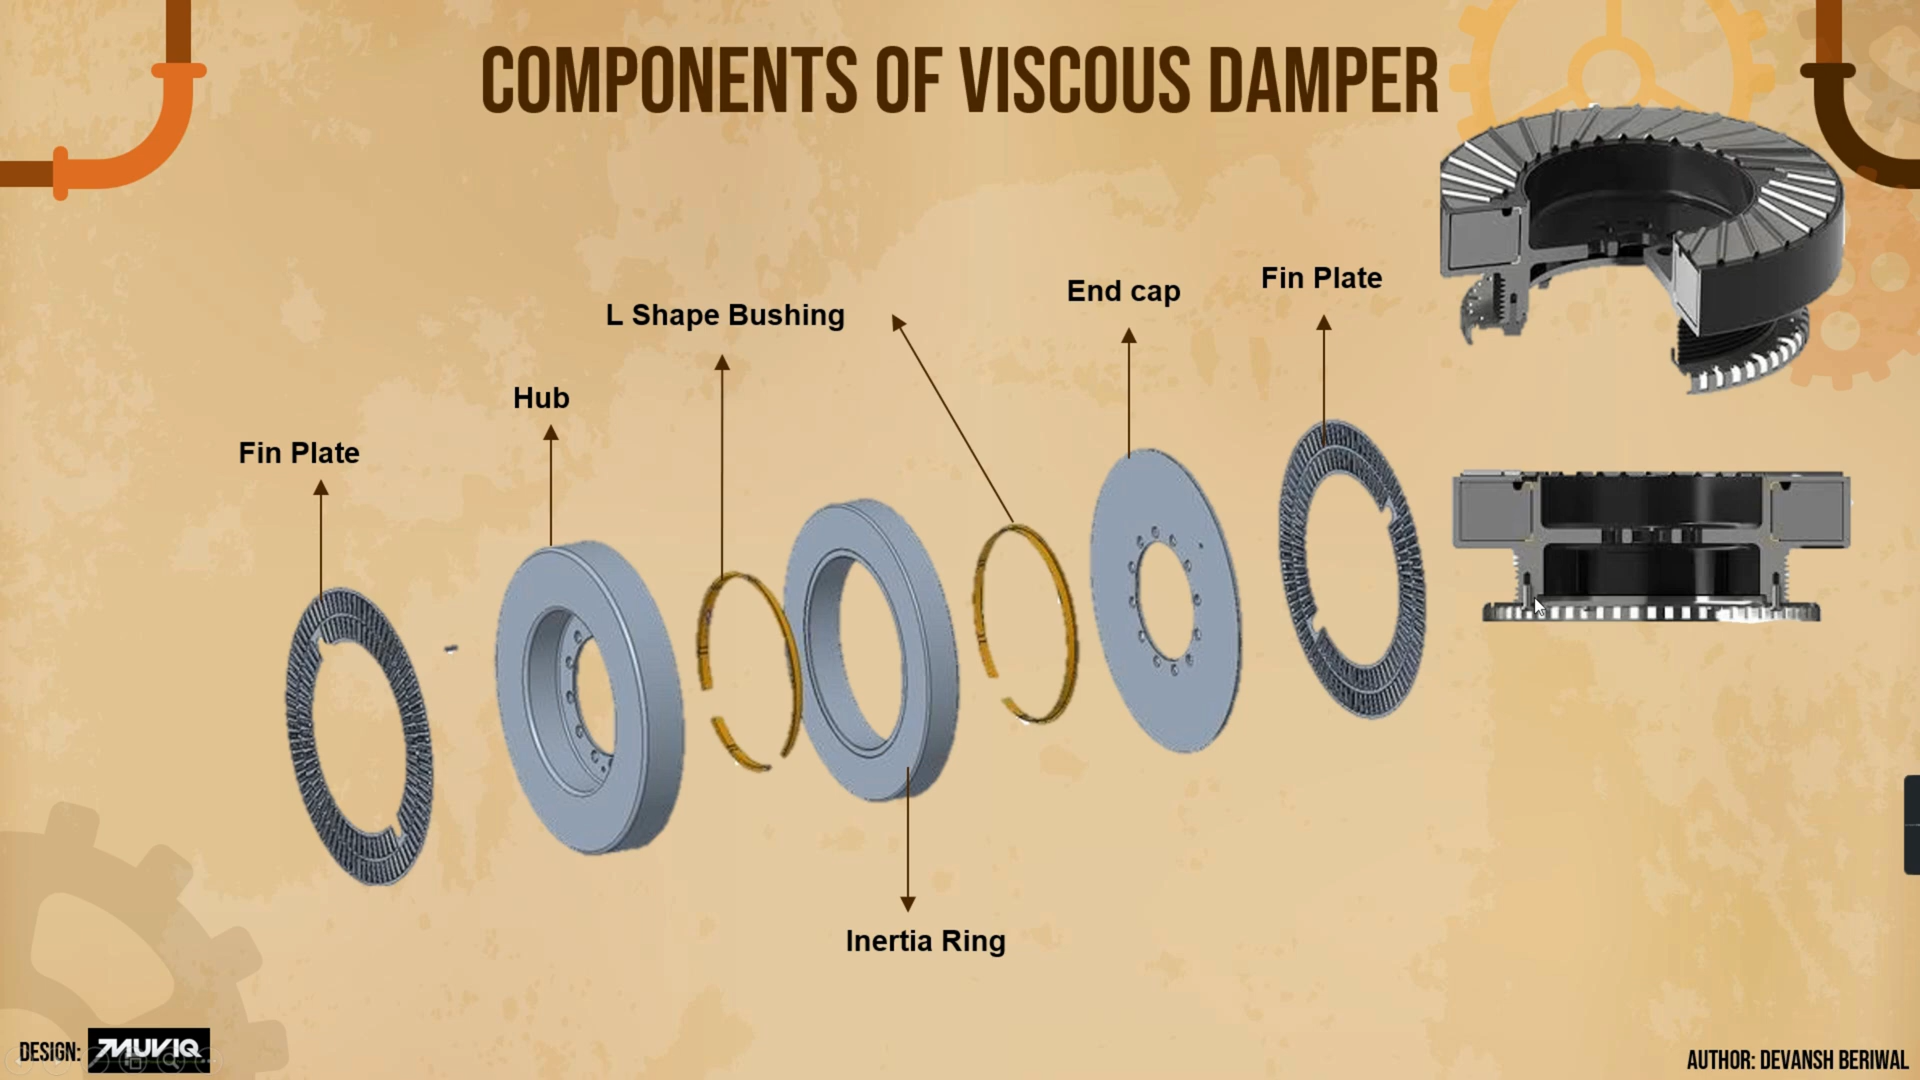 COMPONENTS OF VISCOUS DAMPER
Fin Plate
End cap
L Shape Bushing
Hub
Fin Plate
Inertia Ring
DESIGN: MUVIQ
AUTHOR: DEVANSH BERIWAL